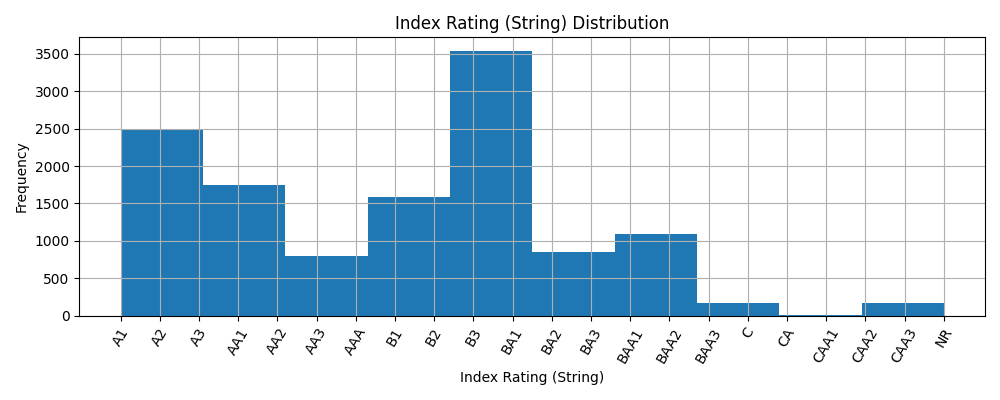 Index Rating (String) Distribution
Frequency
3500
3000
2500
2000
1500
1000
500
0
A1 A2 A3 AA1 AA2 AA3 AAA B1 B2 B3 BA1 BA2 BA3 BAA1 BAA2 BAA3 C CA CAA1 CAA2 CAA3 NR
Index Rating (String)